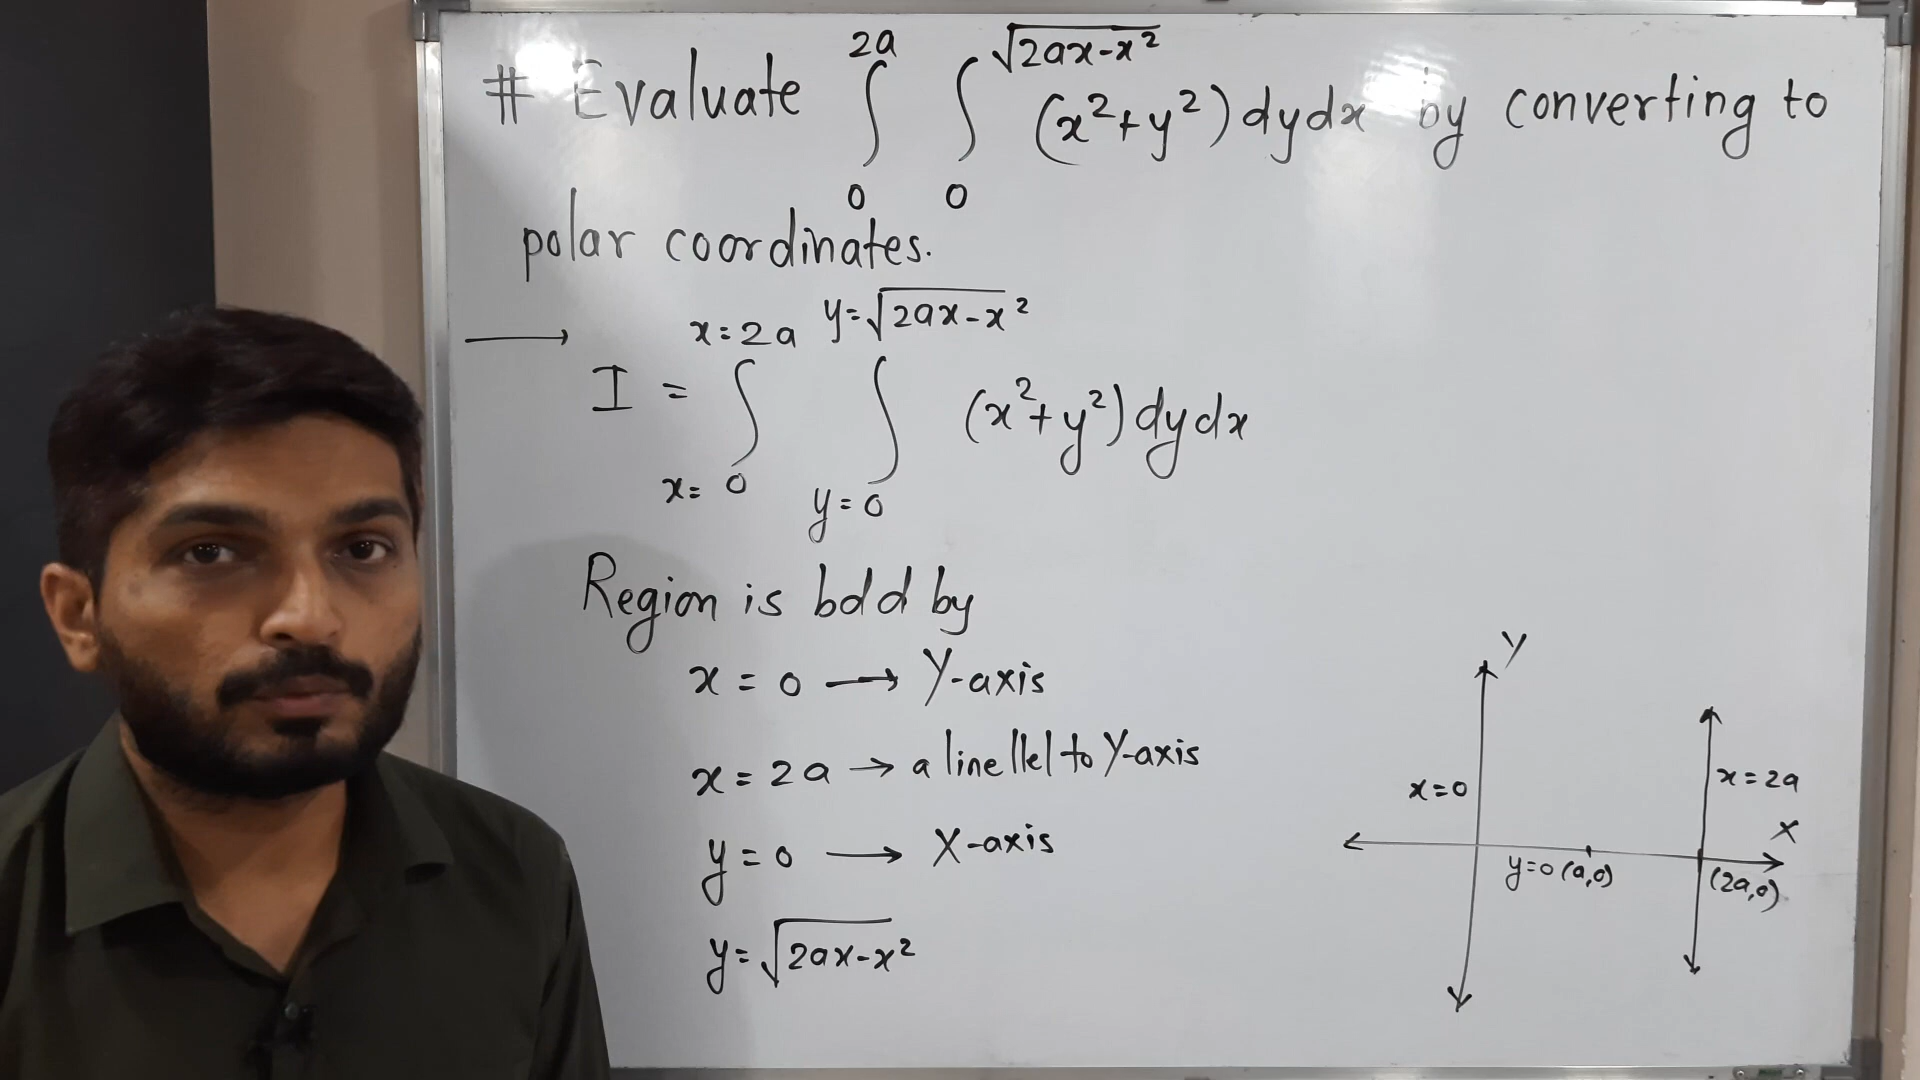 # Evaluate ∫₀^{2a} ∫₀^{√(2ax-x²)} (x²+y²) dydx by converting to
polar coordinates.
I = ∫_{x=0}^{x=2a} ∫_{y=0}^{y=√(2ax-x²)} (x²+y²) dydx
Region is bdd by
x = 0 → Y-axis
x = 2a → a line llel to Y-axis
y = 0 → X-axis
y = √(2ax-x²)
Y
x=0
x=2a
X
y=0 (a,0)
(2a,0)